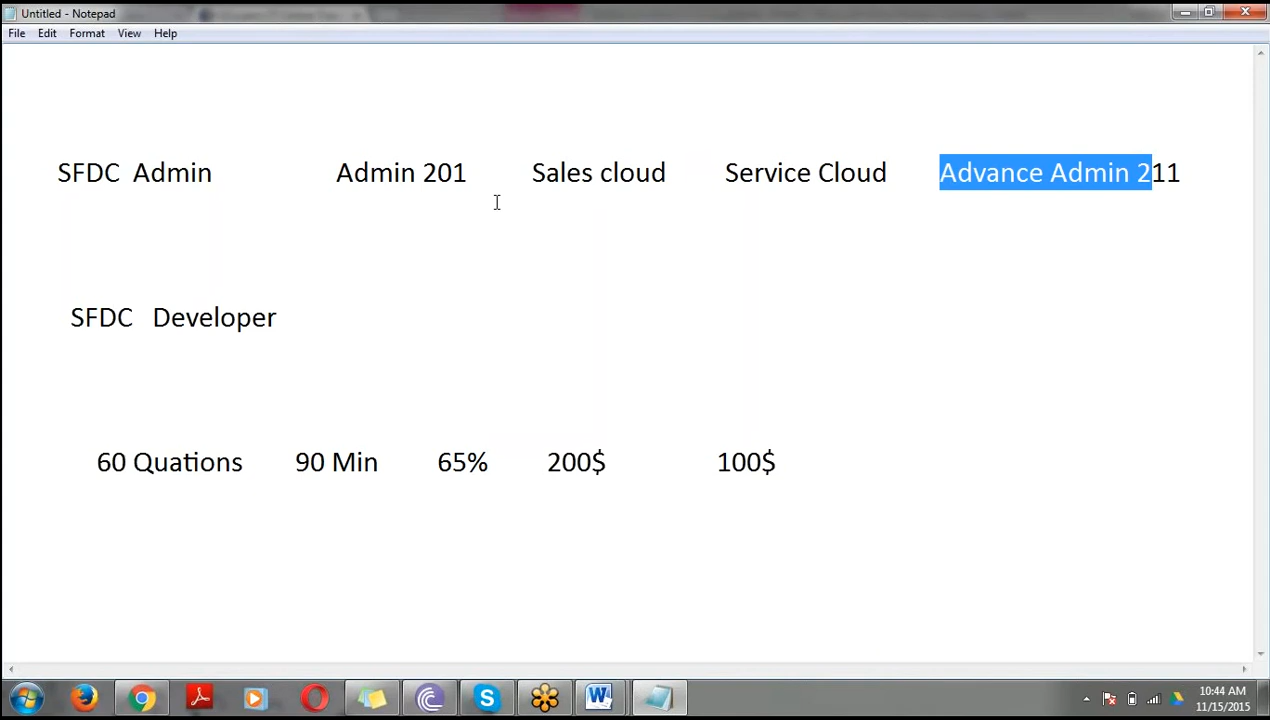 Untitled - Notepad
File Edit Format View Help
SFDC Admin Admin 201 Sales cloud Service Cloud Advance Admin 211
SFDC Developer
60 Quations 90 Min 65% 200$ 100$
10:44 AM
11/15/2015